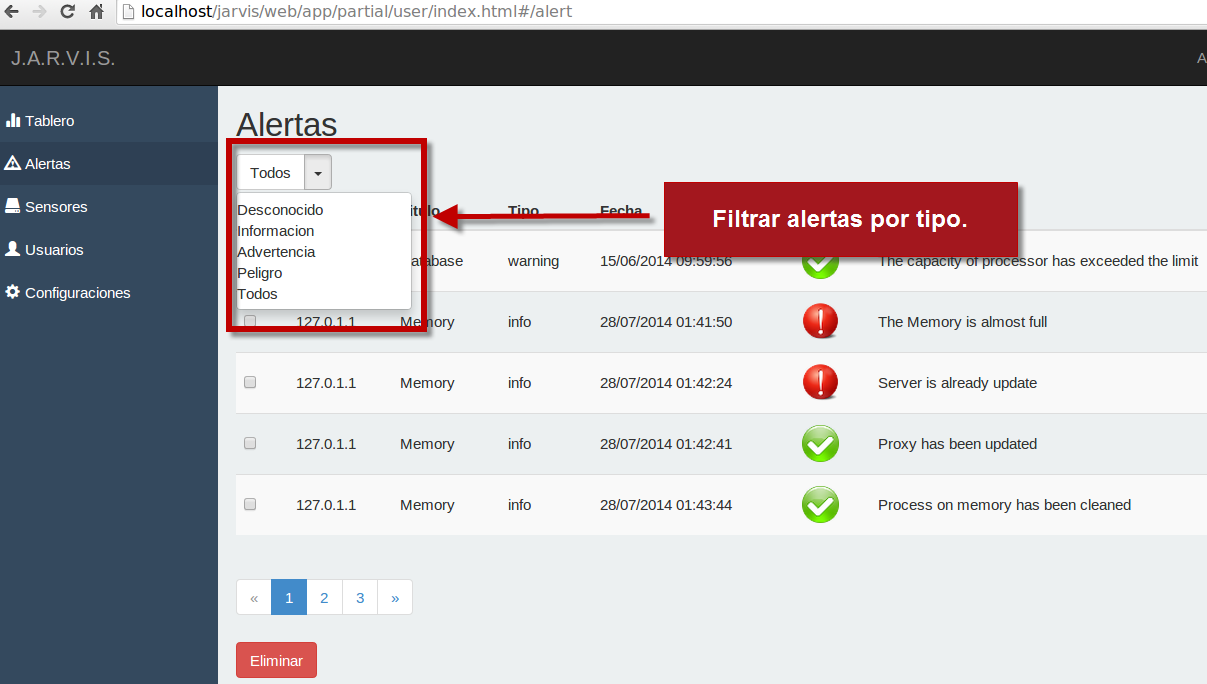 localhost/jarvis/web/app/partial/user/index.html#/alert
J.A.R.V.I.S.
A
Tablero
Alertas
Sensores
Usuarios
Configuraciones
Alertas
Todos
Desconocido
Informacion
Advertencia
Peligro
Todos
Filtrar alertas por tipo.
Titulo Tipo Fecha
Database warning 15/06/2014 09:59:56 The capacity of processor has exceeded the limit
127.0.1.1 Memory info 28/07/2014 01:41:50 The Memory is almost full
127.0.1.1 Memory info 28/07/2014 01:42:24 Server is already update
127.0.1.1 Memory info 28/07/2014 01:42:41 Proxy has been updated
127.0.1.1 Memory info 28/07/2014 01:43:44 Process on memory has been cleaned
« 1 2 3 »
Eliminar